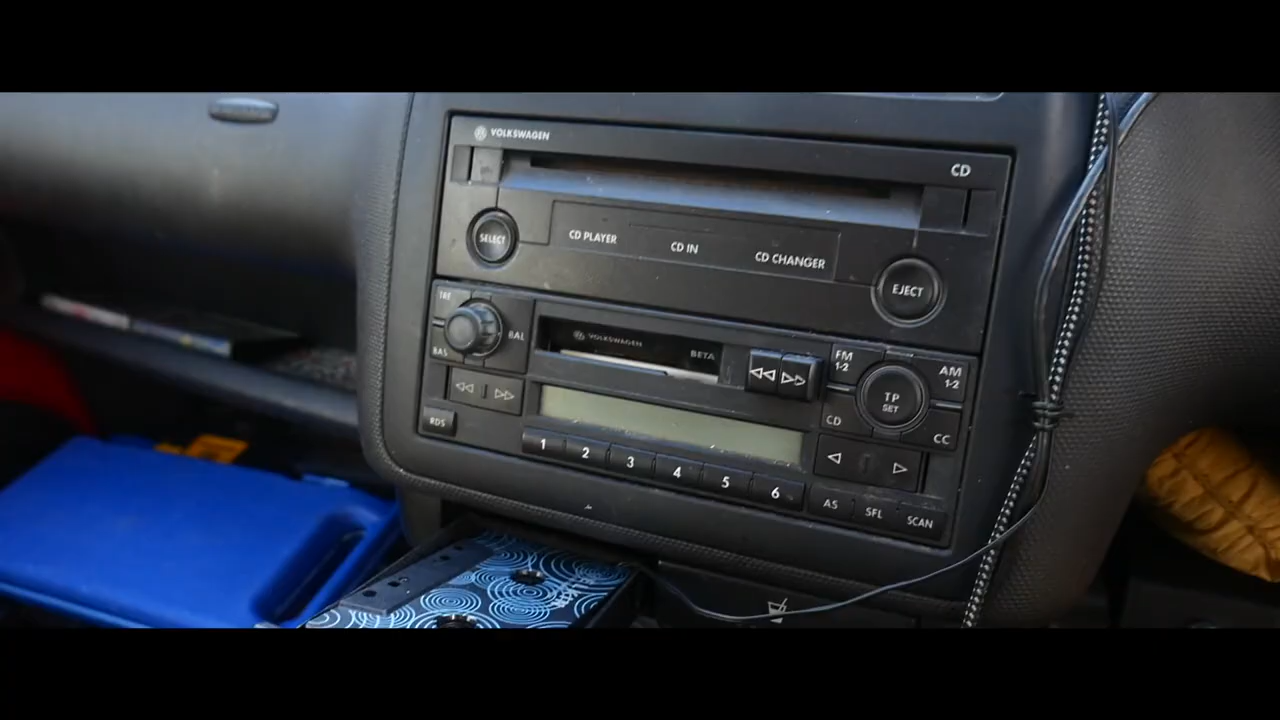 VOLKSWAGEN
CD
SELECT
CD PLAYER
CD IN
CD CHANGER
EJECT
TRE
BAL
BAS
VOLKSWAGEN
BETA
FM
1-2
AM
1-2
TP
SET
CD
CC
RDS
1 2 3 4 5 6
AS
SFL
SCAN